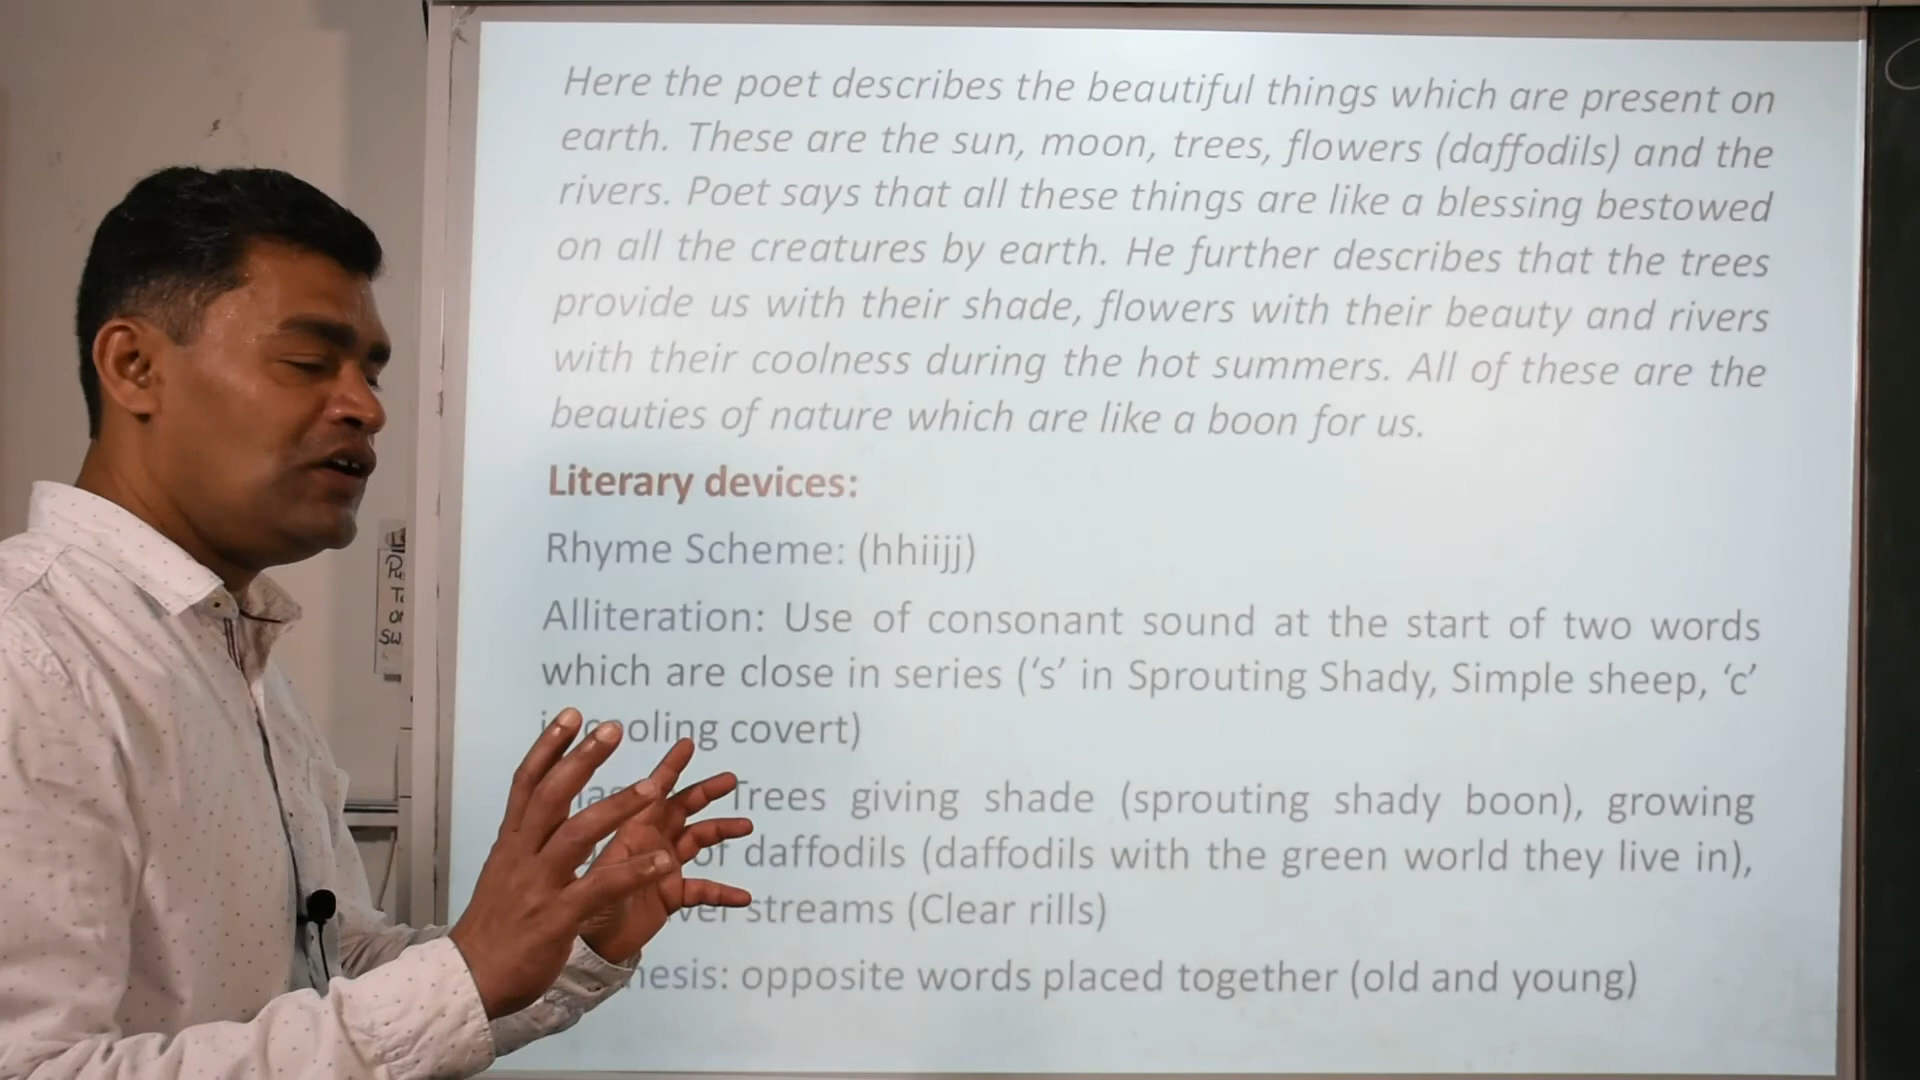 Here the poet describes the beautiful things which are present on
earth. These are the sun, moon, trees, flowers (daffodils) and the
rivers. Poet says that all these things are like a blessing bestowed
on all the creatures by earth. He further describes that the trees
provide us with their shade, flowers with their beauty and rivers
with their coolness during the hot summers. All of these are the
beauties of nature which are like a boon for us.
Literary devices:
Rhyme Scheme: (hhiijj)
Alliteration: Use of consonant sound at the start of two words
which are close in series (‘s’ in Sprouting Shady, Simple sheep, ‘c’
covert)
Trees giving shade (sprouting shady boon), growing
of daffodils (daffodils with the green world they live in),
streams (Clear rills)
opposite words placed together (old and young)
SW